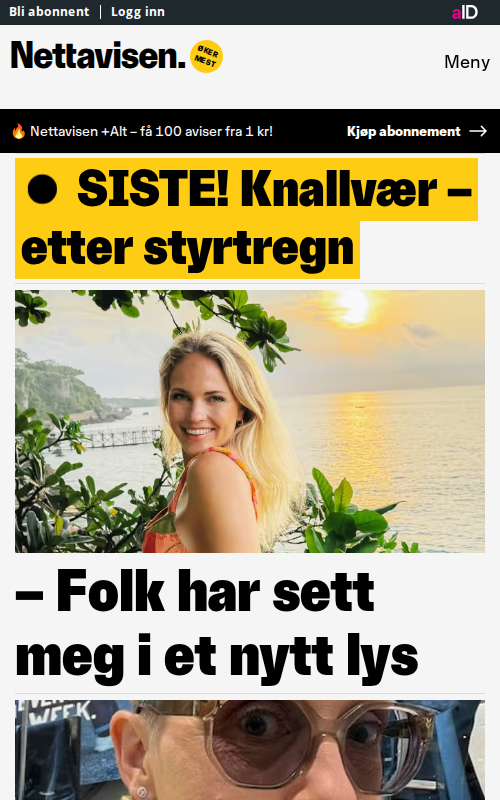 Bli abonnent | Logg inn
aID
Nettavisen.
ØKER
MEST
Meny
🔥 Nettavisen +Alt – få 100 aviser fra 1 kr!
Kjøp abonnement →
● SISTE! Knallvær –
etter styrtregn
– Folk har sett
meg i et nytt lys
WEEK.